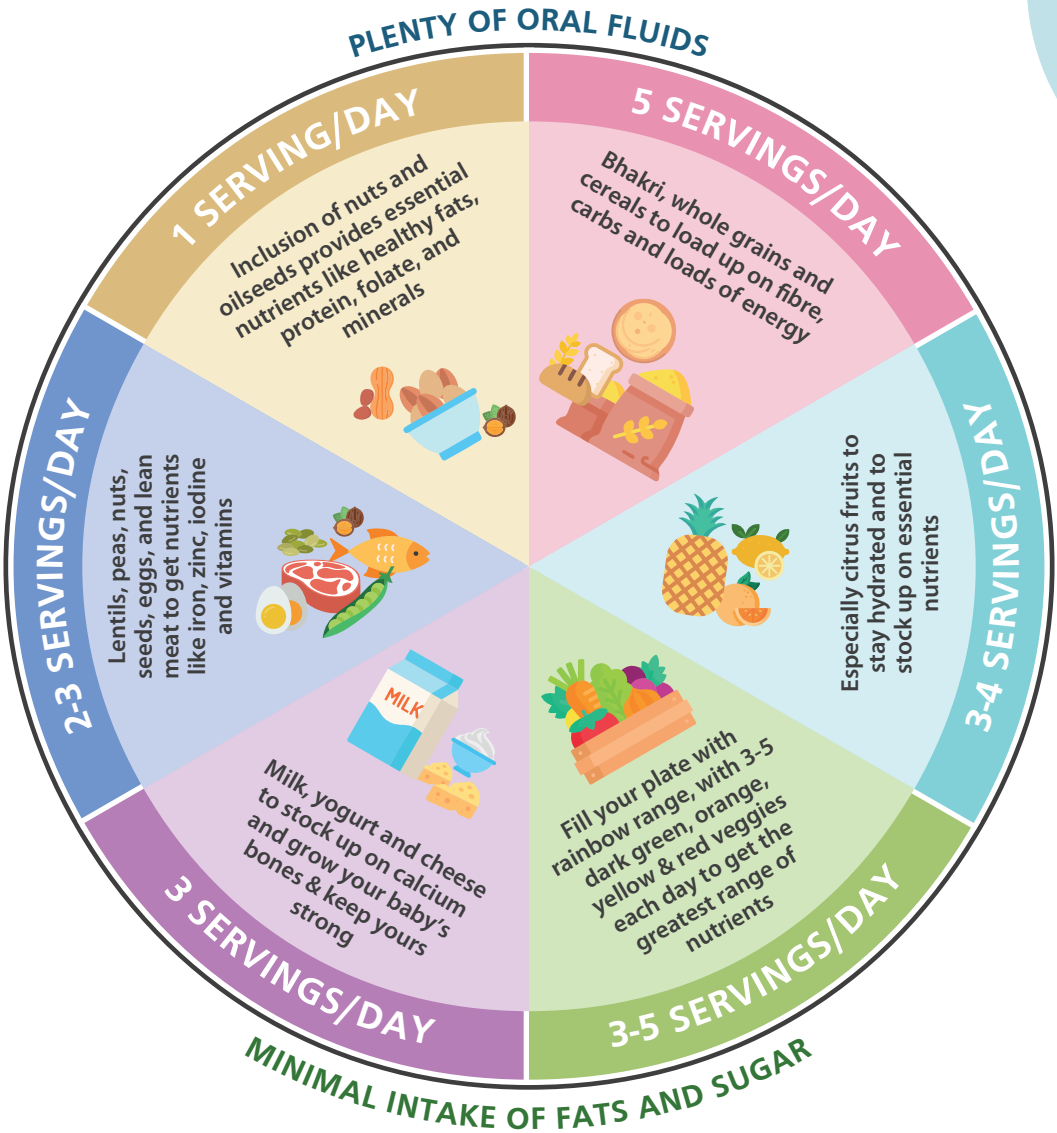 PLENTY OF ORAL FLUIDS
5 SERVINGS/DAY
Bhakri, whole grains and
cereals to load up on fibre,
carbs and loads of energy
3-4 SERVINGS/DAY
Especially citrus fruits to
stay hydrated and to
stock up on essential
nutrients
3-5 SERVINGS/DAY
Fill your plate with
rainbow range, with 3-5
dark green, orange,
yellow & red veggies
each day to get the
greatest range of
nutrients
3 SERVINGS/DAY
Milk, yogurt and cheese
to stock up on calcium
and grow your baby's
bones & keep yours
strong
MILK
2-3 SERVINGS/DAY
Lentils, peas, nuts,
seeds, eggs, and lean
meat to get nutrients
like iron, zinc, iodine
and vitamins
1 SERVING/DAY
Inclusion of nuts and
oilseeds provides essential
nutrients like healthy fats,
protein, folate, and
minerals
MINIMAL INTAKE OF FATS AND SUGAR